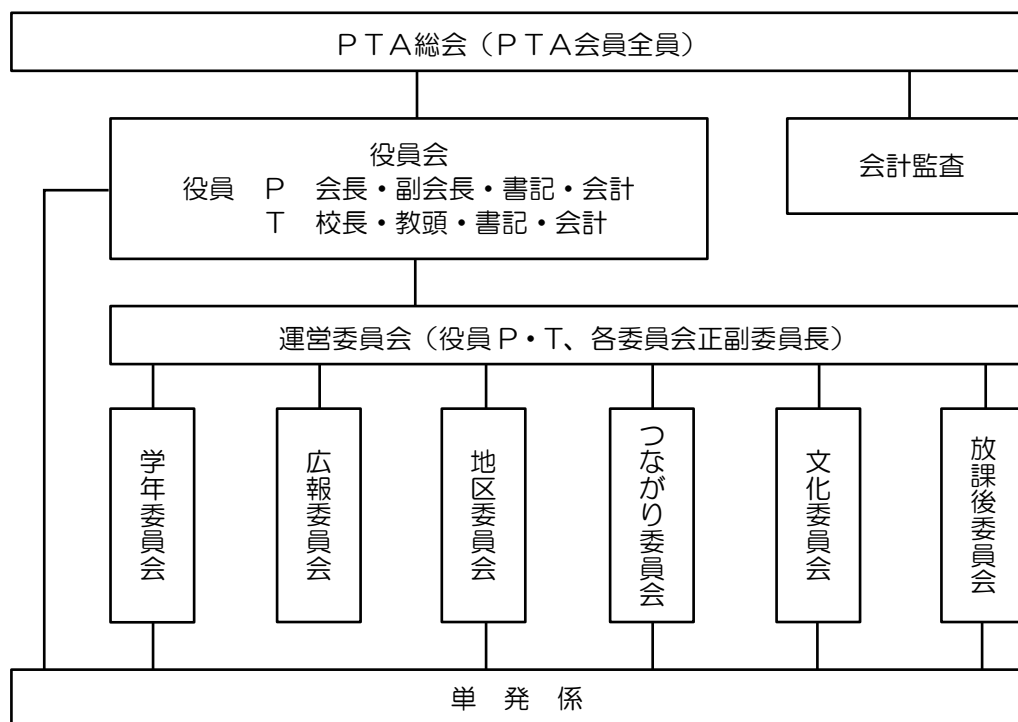 ＰＴＡ総会（ＰＴＡ会員全員）
役員会
役員　Ｐ　会長・副会長・書記・会計
Ｔ　校長・教頭・書記・会計
会計監査
運営委員会（役員Ｐ・Ｔ、各委員会正副委員長）
学年委員会
広報委員会
地区委員会
つながり委員会
文化委員会
放課後委員会
単　発　係